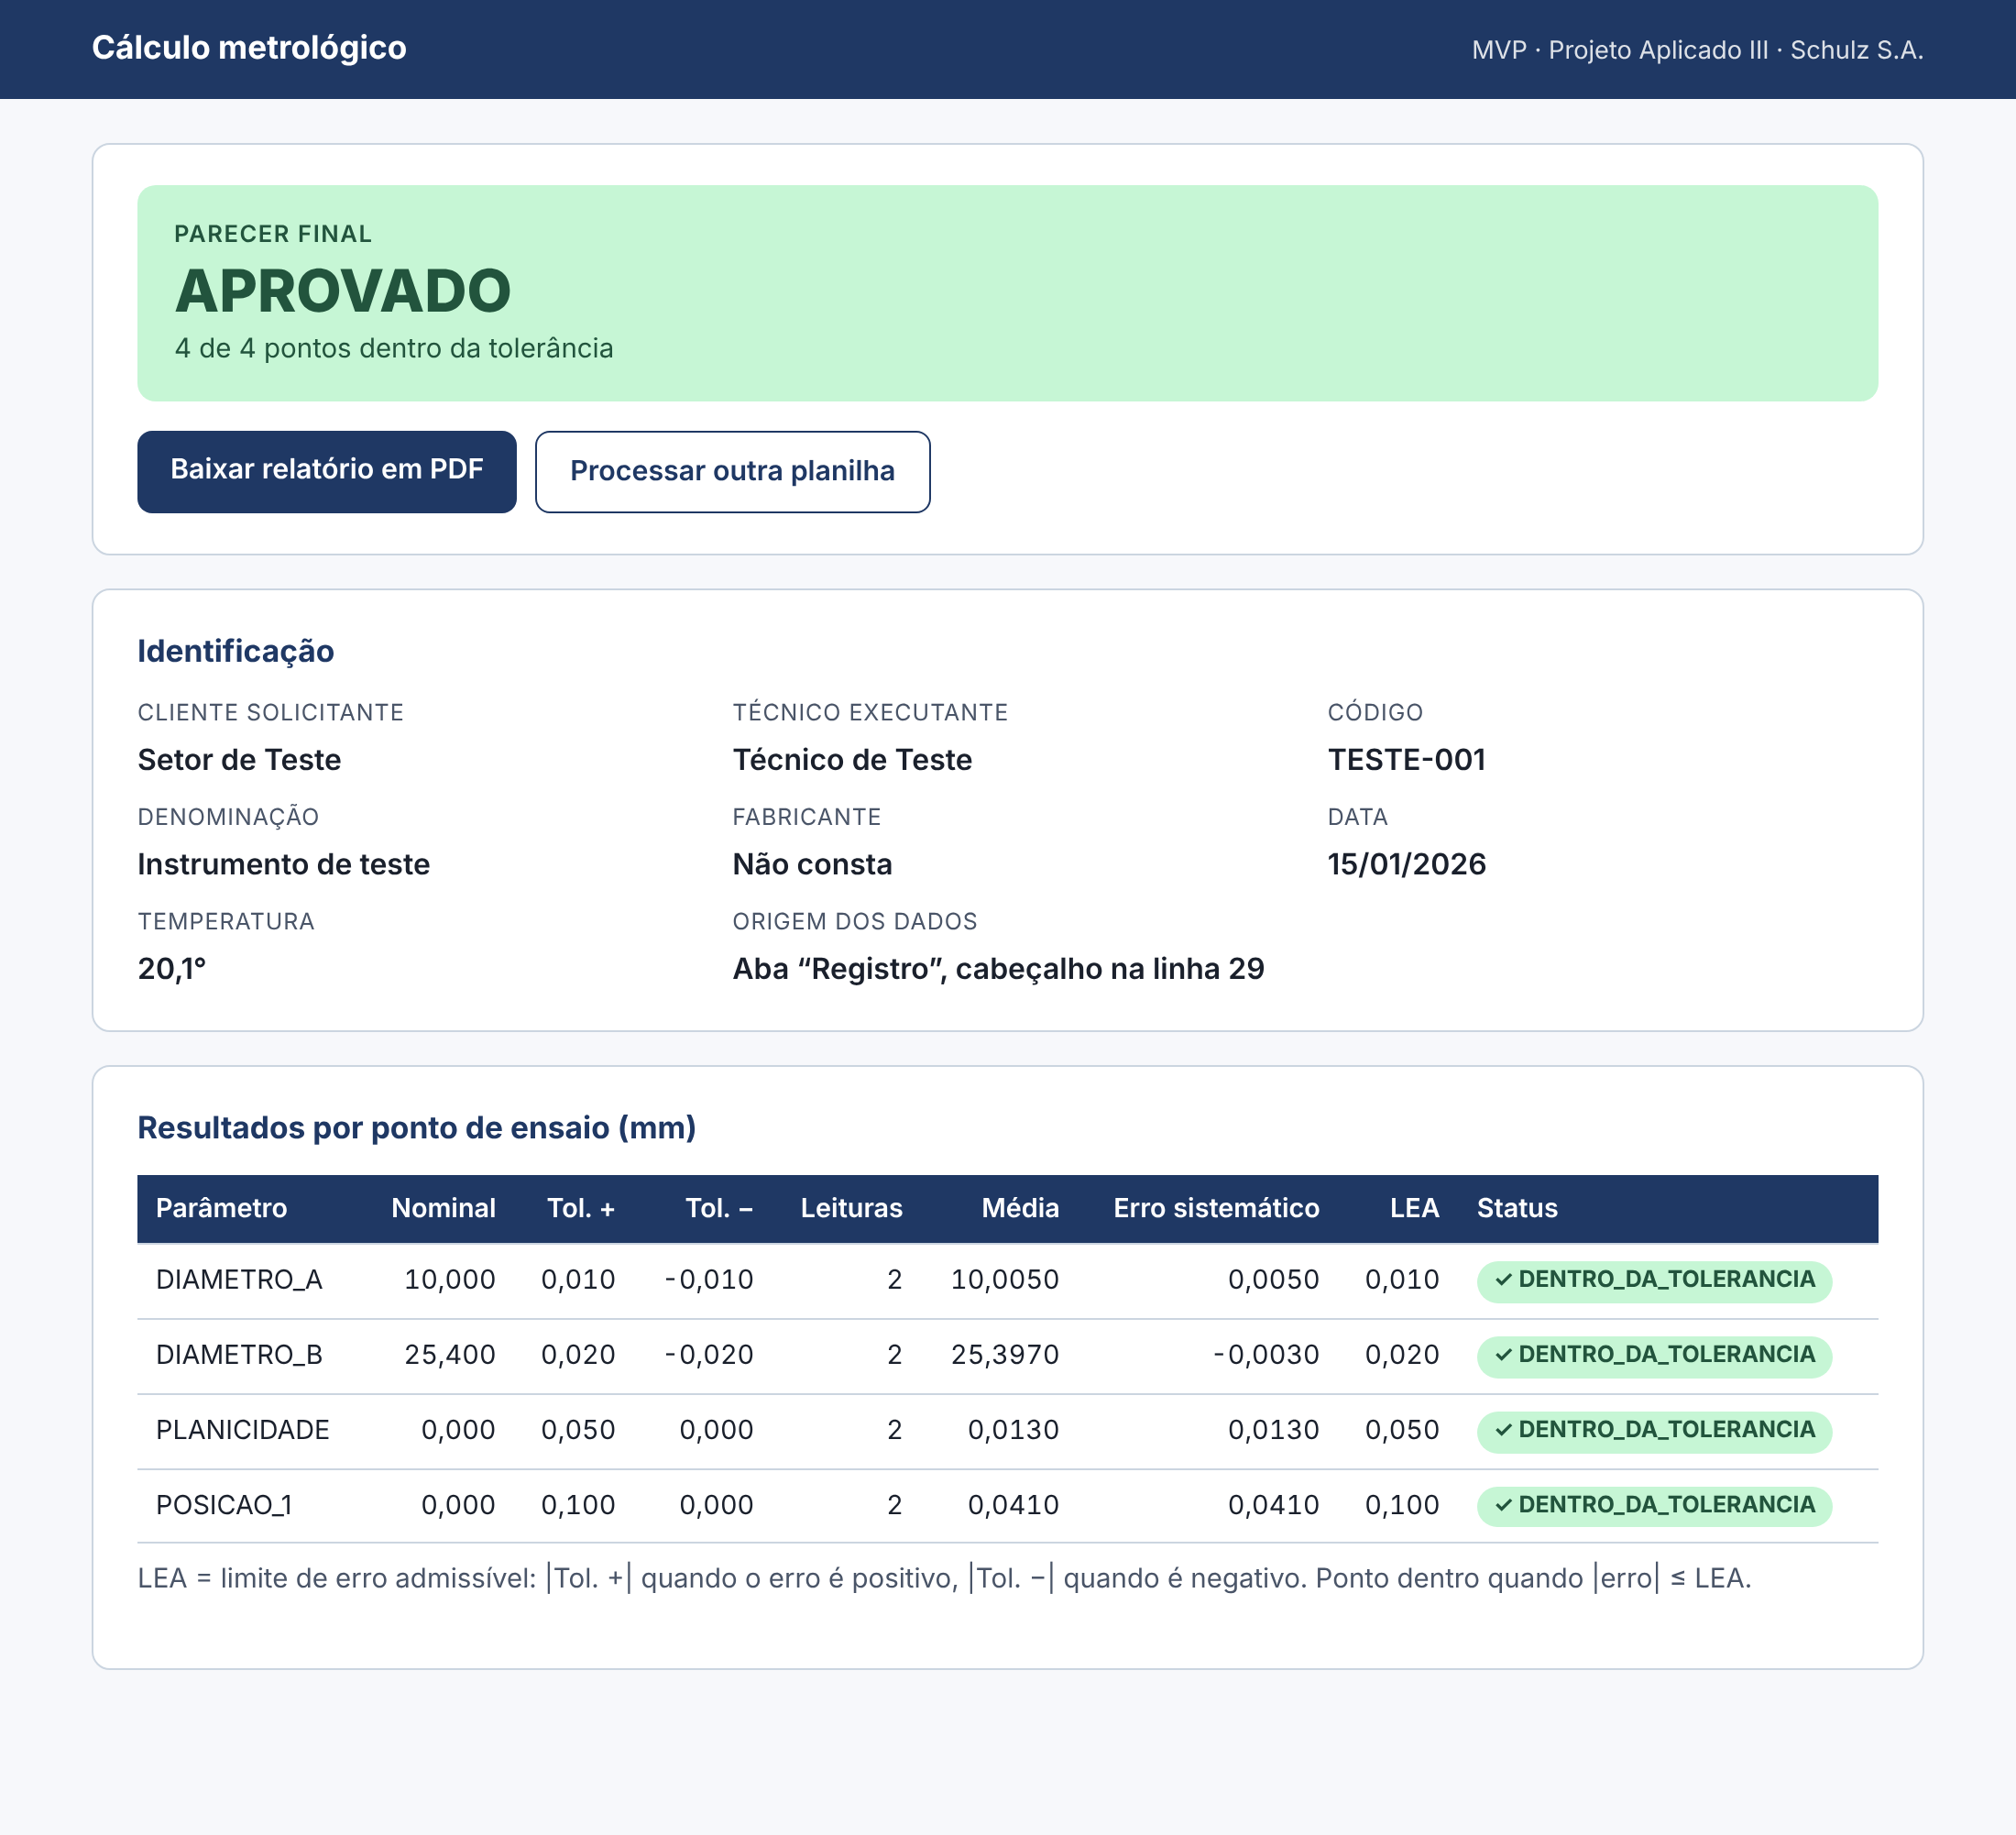 Cálculo metrológico
MVP · Projeto Aplicado III · Schulz S.A.
PARECER FINAL
APROVADO
4 de 4 pontos dentro da tolerância
Baixar relatório em PDF
Processar outra planilha
Identificação
CLIENTE SOLICITANTE TÉCNICO EXECUTANTE CÓDIGO
Setor de Teste Técnico de Teste TESTE-001
DENOMINAÇÃO FABRICANTE DATA
Instrumento de teste Não consta 15/01/2026
TEMPERATURA ORIGEM DOS DADOS
20,1° Aba “Registro”, cabeçalho na linha 29
Resultados por ponto de ensaio (mm)
Parâmetro Nominal Tol. + Tol. − Leituras Média Erro sistemático LEA Status
DIAMETRO_A 10,000 0,010 -0,010 2 10,0050 0,0050 0,010 ✓ DENTRO_DA_TOLERANCIA
DIAMETRO_B 25,400 0,020 -0,020 2 25,3970 -0,0030 0,020 ✓ DENTRO_DA_TOLERANCIA
PLANICIDADE 0,000 0,050 0,000 2 0,0130 0,0130 0,050 ✓ DENTRO_DA_TOLERANCIA
POSICAO_1 0,000 0,100 0,000 2 0,0410 0,0410 0,100 ✓ DENTRO_DA_TOLERANCIA
LEA = limite de erro admissível: |Tol. +| quando o erro é positivo, |Tol. −| quando é negativo. Ponto dentro quando |erro| ≤ LEA.